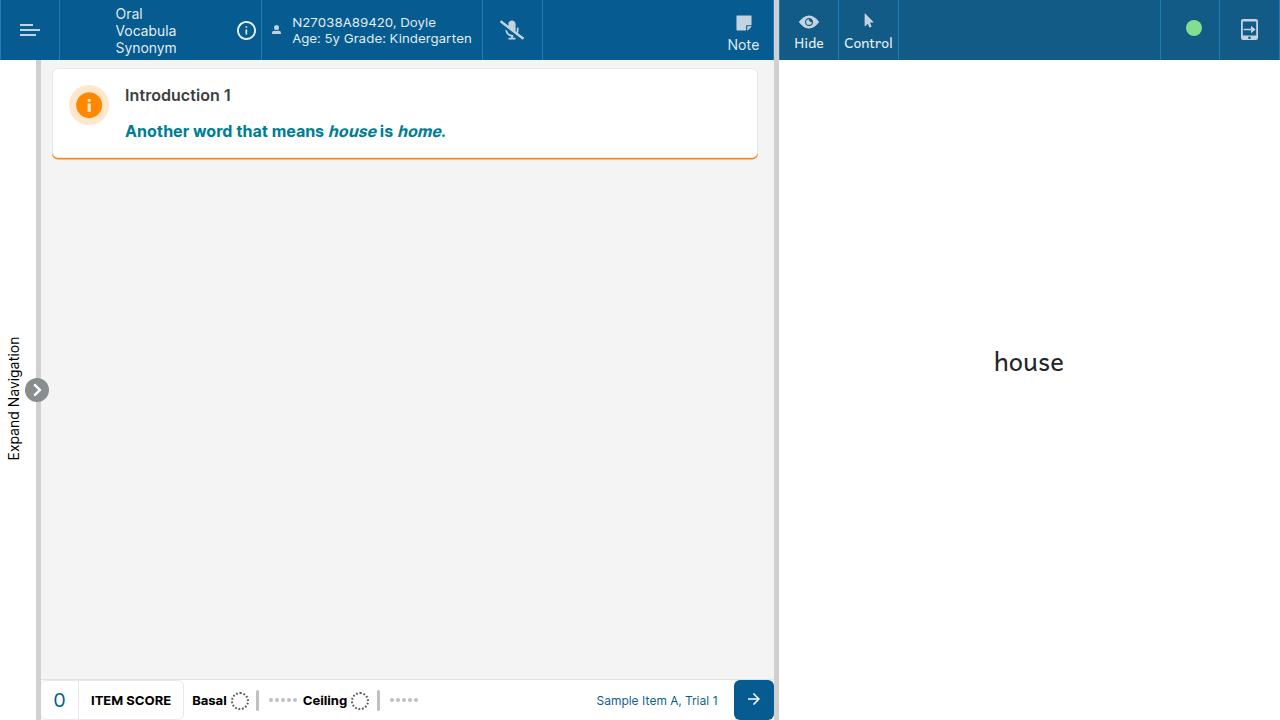 Oral
Vocabula
Synonym
N27038A89420, Doyle
Age: 5y Grade: Kindergarten
Note
Hide
Control
Introduction 1
Another word that means house is home.
Expand Navigation
house
0
ITEM SCORE
Basal
Ceiling
Sample Item A, Trial 1